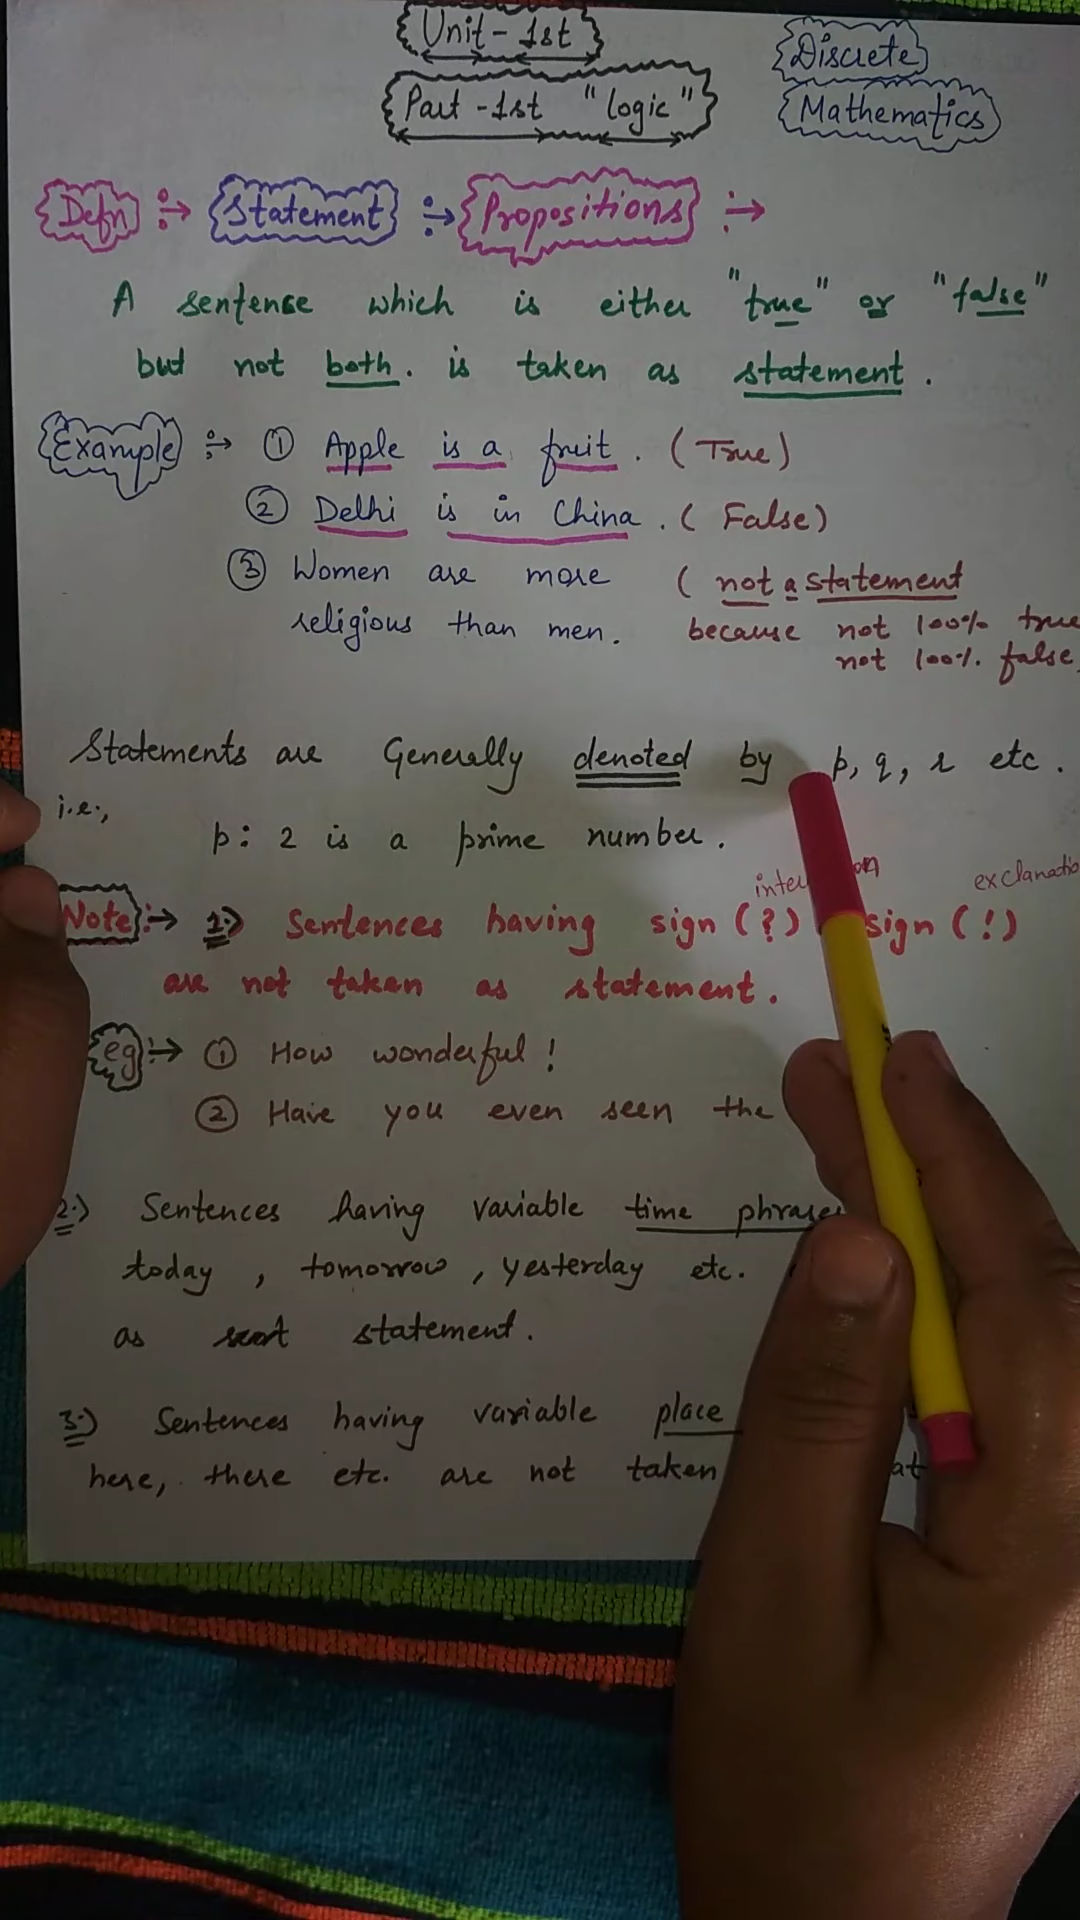 Unit-1st
Discrete
Part-1st "logic"
Mathematics
Defn Statement Propositions
A sentence which is either "true" or "false"
but not both. is taken as statement.
Example ① Apple is a fruit. (True)
② Delhi is in China. (False)
③ Women are more (not a statement
religious than men. because not 100% true
not 100%. false
Statements are Generally denoted by p, q, r etc.
i.e.,
p: 2 is a prime number.
exclanatio
Note:→ 1.) Sentences having sign (?) sign (!)
are not taken as statement.
eg:→ ① How wonderful!
② Have you even seen the
2.) Sentences having variable time phrases
today, tomorrow, yesterday etc.
as statement.
3.) Sentences having variable place
here, there etc. are not taken